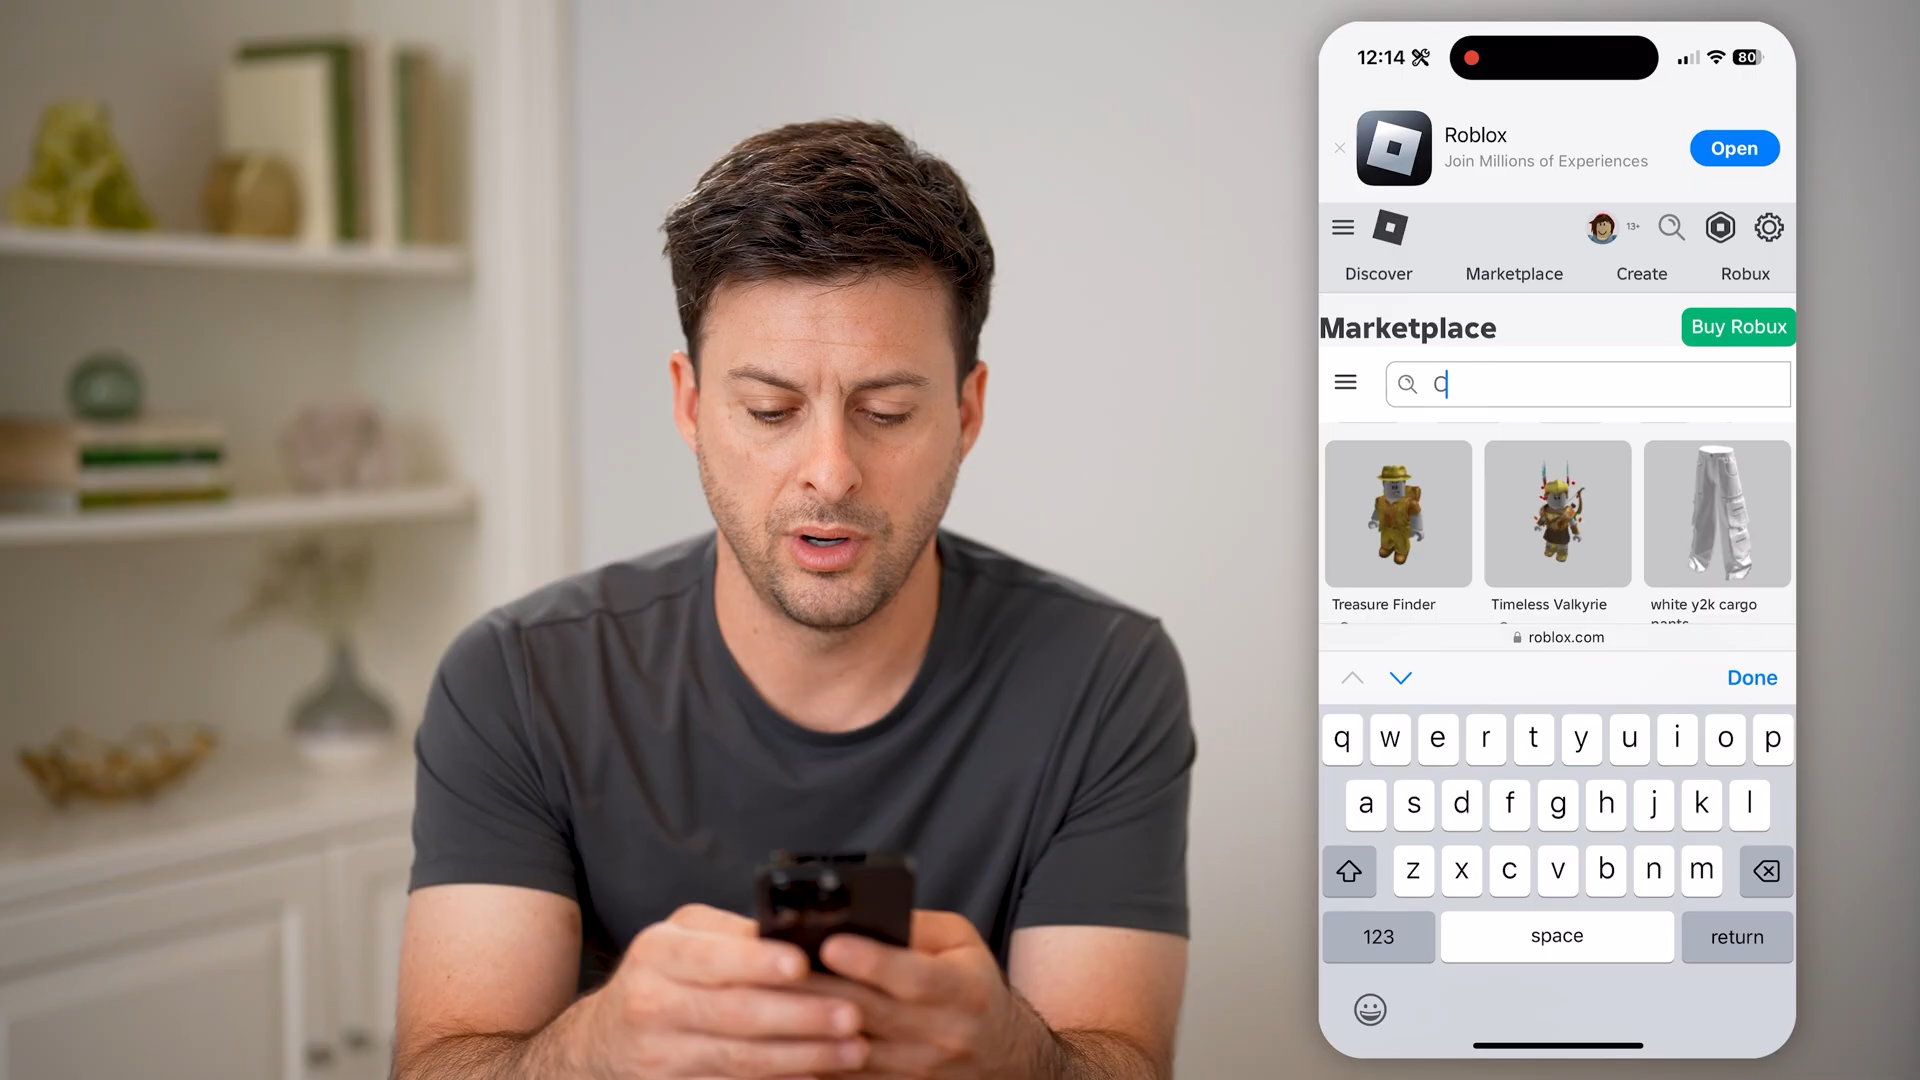 12:14
80
Roblox
Join Millions of Experiences
Open
13+
Discover Marketplace Create Robux
Marketplace
Buy Robux
C
Treasure Finder
Timeless Valkyrie
white y2k cargo
pants
roblox.com
Done
q w e r t y u i o p
a s d f g h j k l
z x c v b n m
123 space return